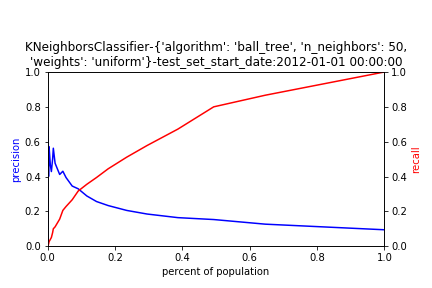 KNeighborsClassifier-{'algorithm': 'ball_tree', 'n_neighbors': 50,
'weights': 'uniform'}-test_set_start_date:2012-01-01 00:00:00
1.0
0.8
0.6
0.4
0.2
0.0
precision
1.0
0.8
0.6
0.4
0.2
0.0
recall
0.0 0.2 0.4 0.6 0.8 1.0
percent of population